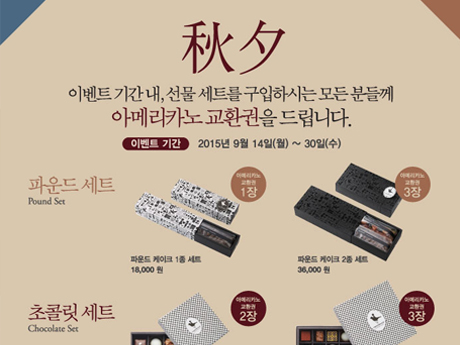 秋夕
이벤트 기간 내, 선물 세트를 구입하시는 모든 분들께
아메리카노 교환권을 드립니다.
이벤트 기간 2015년 9월 14일(월) ~ 30일(수)
파운드 세트
Pound Set
아메리카노
교환권
1장
아메리카노
교환권
3장
파운드 케이크 1종 세트
18,000 원
파운드 케이크 2종 세트
36,000 원
초콜릿 세트
Chocolate Set
아메리카노
교환권
2장
아메리카노
교환권
3장